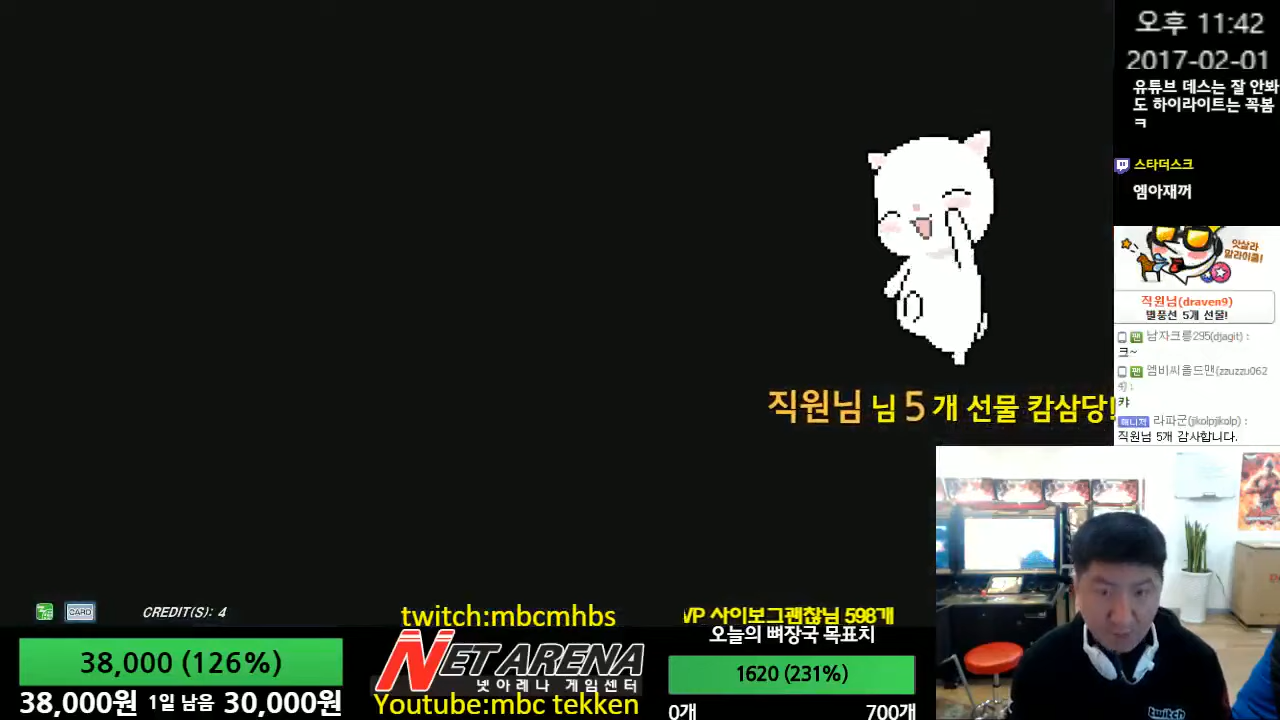 오후 11:42
2017-02-01
유튜브 데스는 잘 안봐
도 하이라이트는 꼭봄
ㅋ
스타더스크
엠아재꺼
앗살라
말라이쿰!
직원님(draven9)
별풍선 5개 선물!
남자크롱295(djagit) :
크~
엠비씨올드맨(zzuzzu062
4) :
캬
매니저 라파군(jkolpjikolp) :
직원님 5개 감사합니다.
직원님 님 5 개 선물 캄삼당!
CARD
CREDIT(S): 4
twitch:mbcmhbs
NET ARENA
넷아레나 게임센터
Youtube:mbc tekken
VP 사이보그괜찮님 598개
오늘의 뼈장국 목표치
1620 (231%)
0개 700개
38,000 (126%)
38,000원 1일 남음 30,000원
twitch